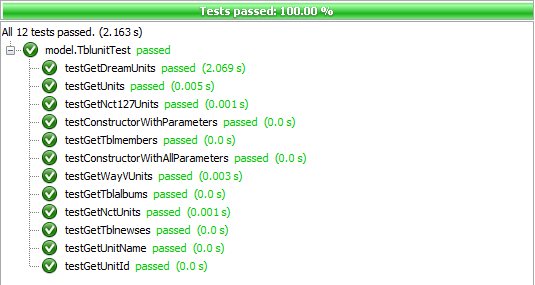 Tests passed: 100.00 %
All 12 tests passed. (2.163 s)
model.TblunitTest passed
testGetDreamUnits passed (2.069 s)
testGetUnits passed (0.005 s)
testGetNct127Units passed (0.001 s)
testConstructorWithParameters passed (0.0 s)
testGetTblmembers passed (0.0 s)
testConstructorWithAllParameters passed (0.0 s)
testGetWayVUnits passed (0.003 s)
testGetTblalbums passed (0.0 s)
testGetNctUnits passed (0.001 s)
testGetTblnewses passed (0.0 s)
testGetUnitName passed (0.0 s)
testGetUnitId passed (0.0 s)